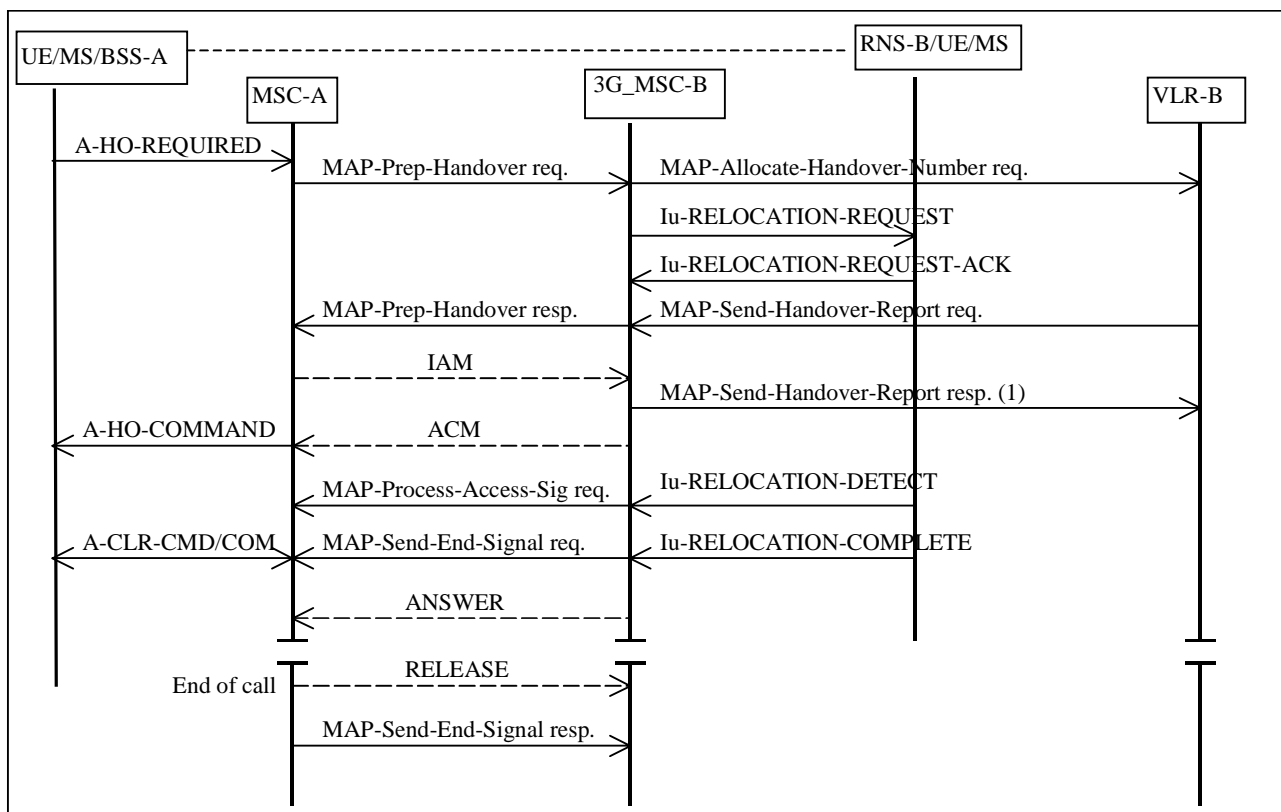 UE/MS/BSS-A
RNS-B/UE/MS
MSC-A
3G_MSC-B
VLR-B
A-HO-REQUIRED
MAP-Prep-Handover req.
MAP-Allocate-Handover-Number req.
Iu-RELOCATION-REQUEST
Iu-RELOCATION-REQUEST-ACK
MAP-Prep-Handover resp.
MAP-Send-Handover-Report req.
IAM
MAP-Send-Handover-Report resp. (1)
A-HO-COMMAND
ACM
MAP-Process-Access-Sig req.
Iu-RELOCATION-DETECT
A-CLR-CMD/COM
MAP-Send-End-Signal req.
Iu-RELOCATION-COMPLETE
ANSWER
RELEASE
End of call
MAP-Send-End-Signal resp.